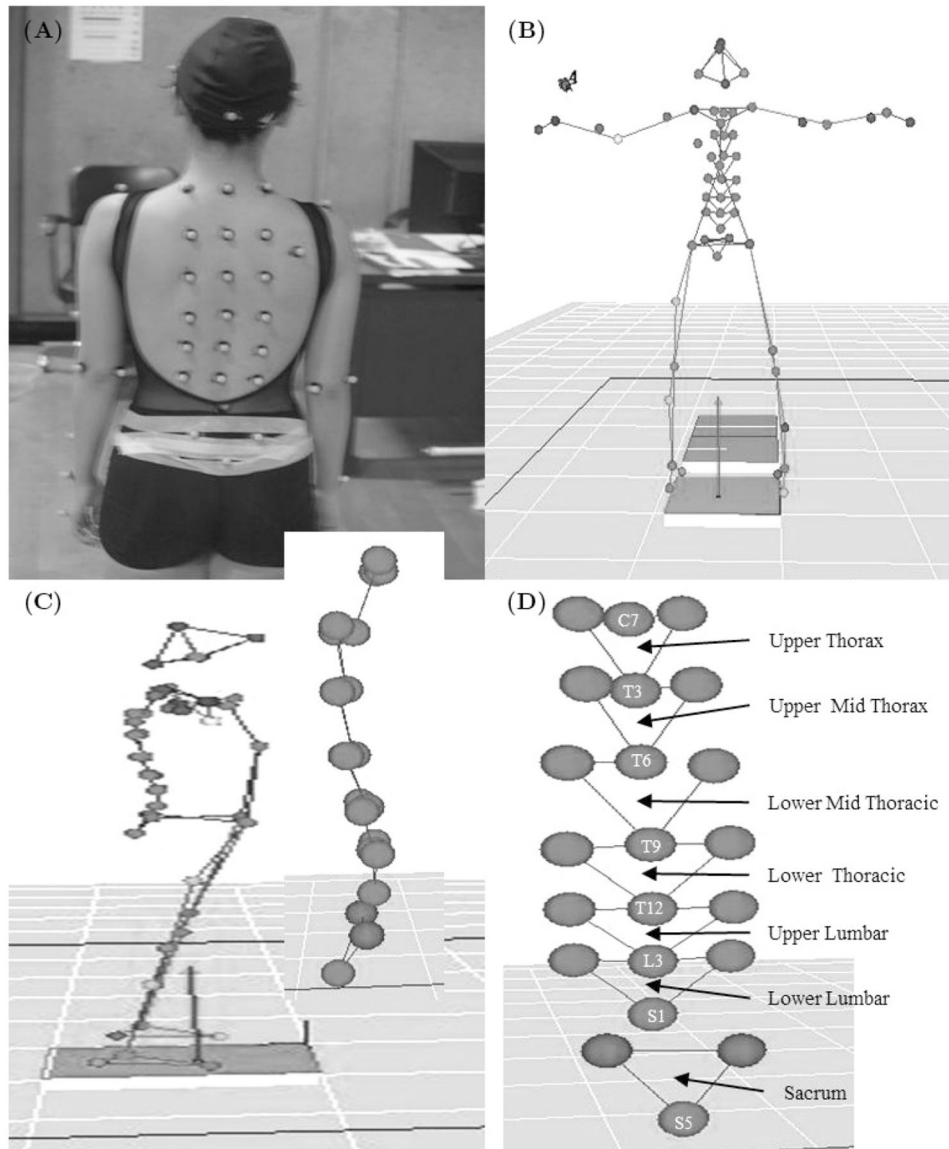 (A)
(B)
A
(C)
(D)
C7
Upper Thorax
T3
Upper Mid Thorax
T6
Lower Mid Thoracic
T9
Lower Thoracic
T12
Upper Lumbar
L3
Lower Lumbar
S1
Sacrum
S5